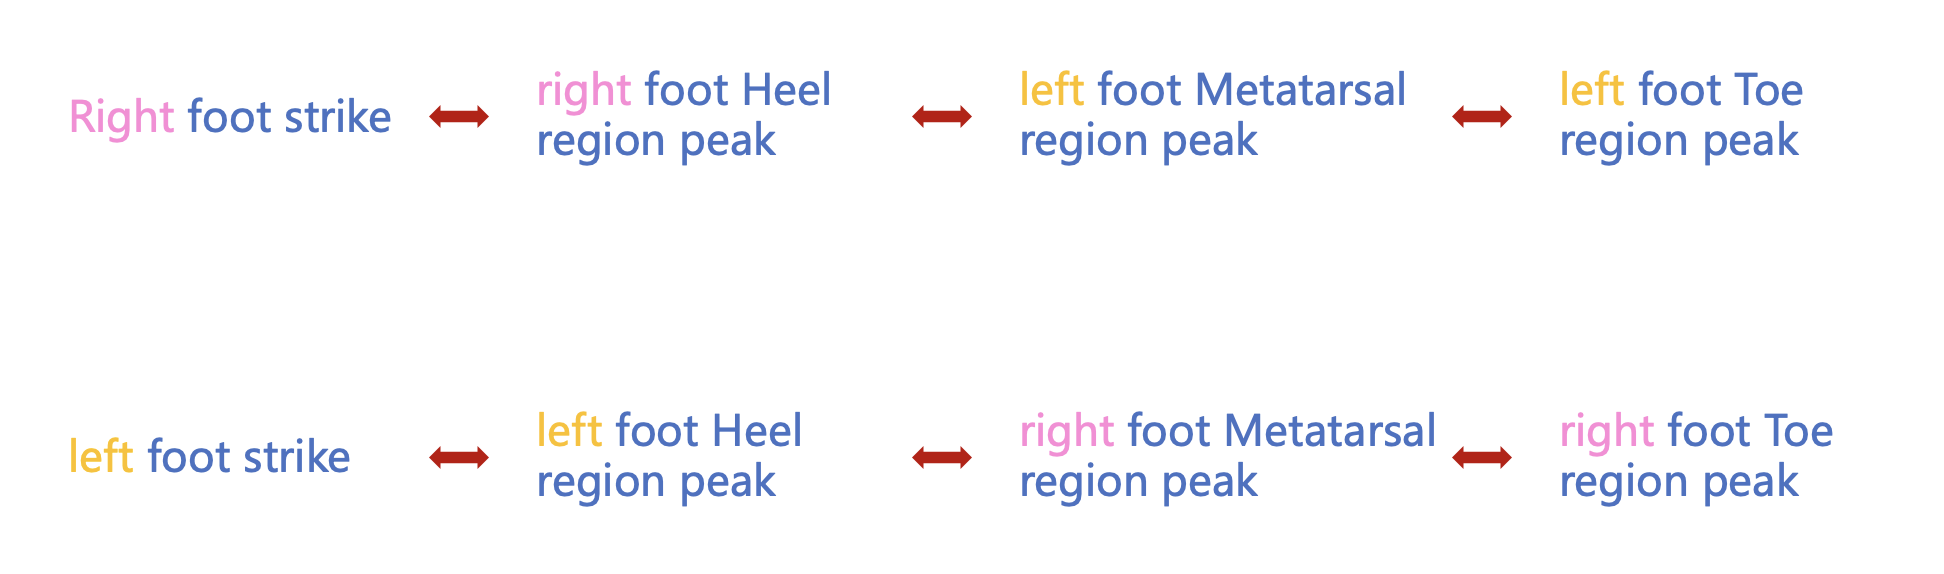 Right foot strike
right foot Heel
region peak
left foot Metatarsal
region peak
left foot Toe
region peak
left foot strike
left foot Heel
region peak
right foot Metatarsal
region peak
right foot Toe
region peak